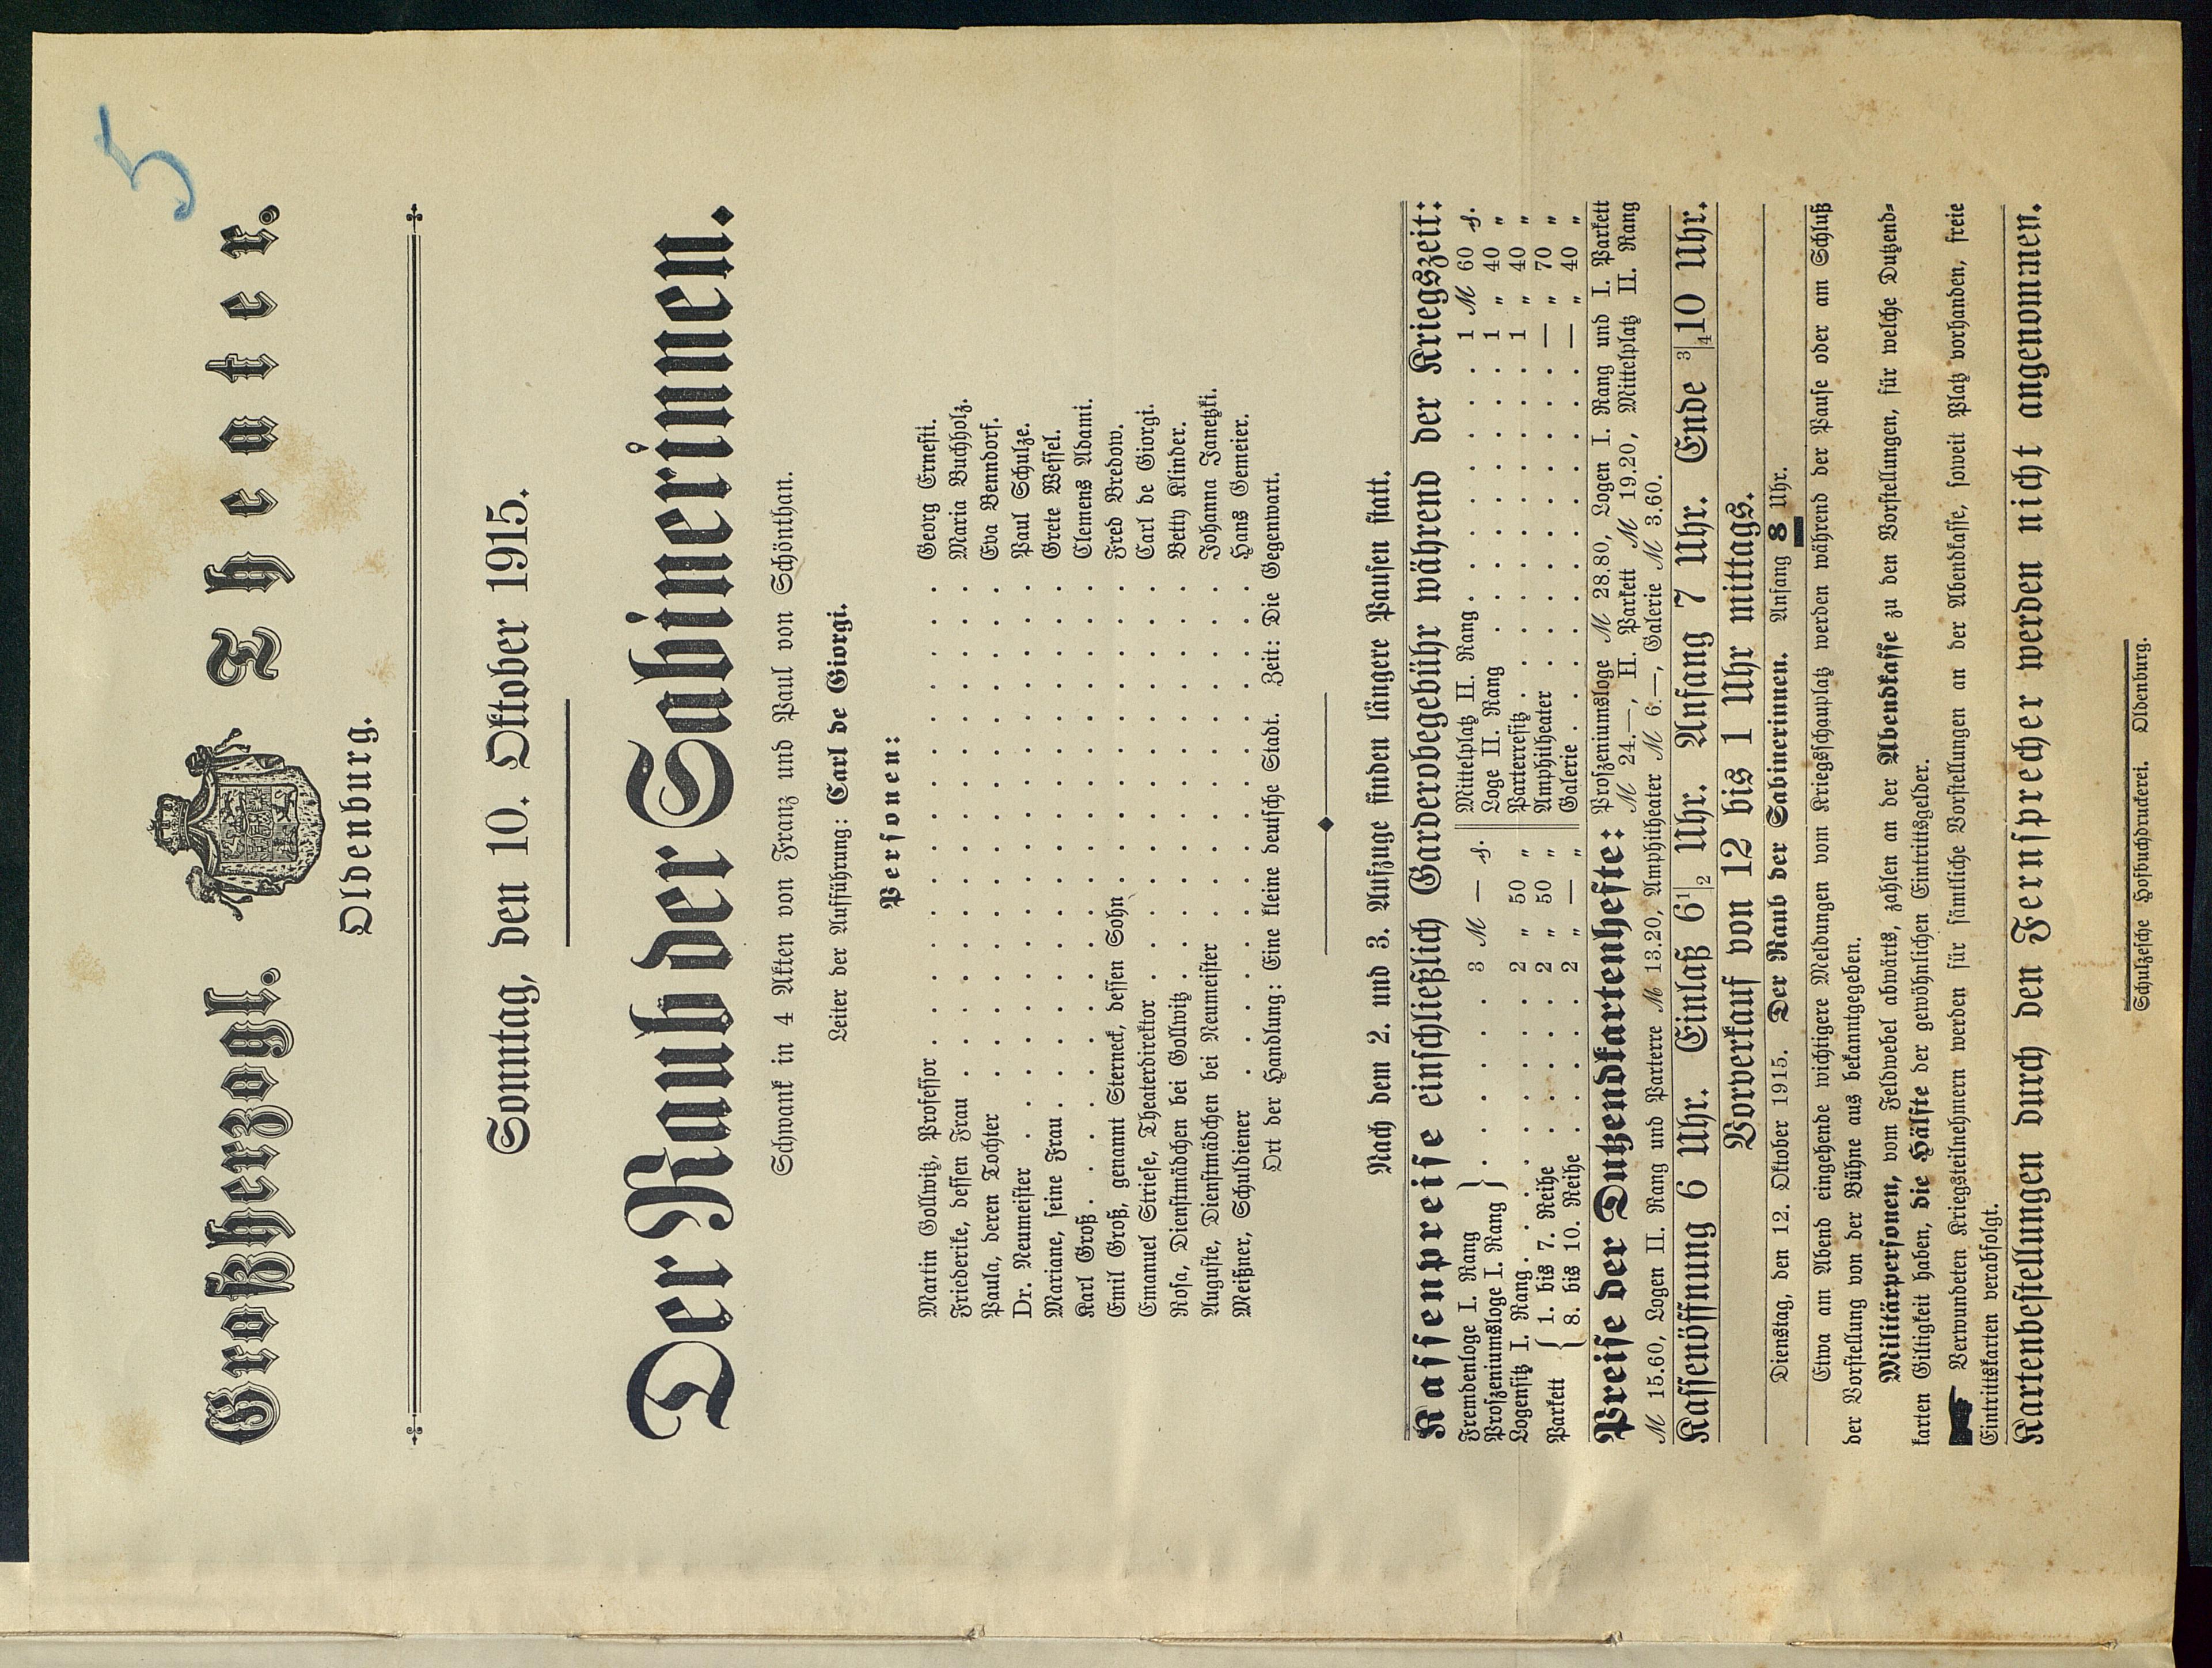 5
Großherzogl. Theater.
Oldenburg.
Sonntag, den 10. Oktober 1915.
Der Raub der Sabinerinnen.
Schwank in 4 Akten von Franz und Paul von Schönthan.
Leiter der Aufführung: Carl de Giorgi.
Personen:
Martin Gollwitz, Professor . . . . . . . . . . . . . Georg Ernesti.
Friederike, dessen Frau . . . . . . . . . . . . . Maria Buchholz.
Paula, deren Tochter . . . . . . . . . . . . . Eva Bendorf.
Dr. Neumeister . . . . . . . . . . . . . Paul Schulze.
Mariane, seine Frau . . . . . . . . . . . . . Grete Wessel.
Karl Groß . . . . . . . . . . . . . Clemens Adami.
Emil Groß, genannt Sterneck, dessen Sohn . . . . . . . . . Fred Bredow.
Emanuel Striese, Theaterdirektor . . . . . . . . . . . Carl de Giorgi.
Rosa, Dienstmädchen bei Gollwitz . . . . . . . . . . . Betty Klinder.
Auguste, Dienstmädchen bei Neumeister . . . . . . . . . . Johanna Janetzki.
Meißner, Schuldiener . . . . . . . . . . . . . Hans Gemeier.
Ort der Handlung: Eine kleine deutsche Stadt. Zeit: Die Gegenwart.
Nach dem 2. und 3. Aufzuge finden längere Pausen statt.
Kassenpreise einschließlich Garderobegebühr während der Kriegszeit:
Fremdenloge I. Rang
Proszeniumsloge I. Rang } . . . . . . 3 ℳ — ₰.
Logensitz I. Rang . . . . . . . . 2 „ 50 „
Parkett { 1. bis 7. Reihe . . . . . 2 „ 50 „
8. bis 10. Reihe . . . . . 2 „ — „
Mittelplatz II. Rang . . . . . . . . 1 ℳ 60 ₰.
Loge II. Rang . . . . . . . . 1 „ 40 „
Parterresitz . . . . . . . . 1 „ 40 „
Amphitheater . . . . . . . . — „ 70 „
Galerie . . . . . . . . — „ 40 „
Preise der Dutzendkartenhefte: Proszeniumsloge ℳ 28.80, Logen I. Rang und I. Parkett
ℳ 24.—, II. Parkett ℳ 19.20, Mittelplatz II. Rang
ℳ 15.60, Logen II. Rang und Parterre ℳ 13.20, Amphitheater ℳ 6.—, Galerie ℳ 3.60.
Kassenöffnung 6 Uhr. Einlaß 6 1/2 Uhr. Anfang 7 Uhr. Ende 3/4 10 Uhr.
Vorverkauf von 12 bis 1 Uhr mittags.
Dienstag, den 12. Oktober 1915. Der Raub der Sabinerinnen. Anfang 8 Uhr.
Etwa am Abend eingehende wichtigere Meldungen vom Kriegsschauplatz werden während der Pause oder am Schluß
der Vorstellung von der Bühne aus bekanntgegeben.
Militärpersonen, vom Feldwebel abwärts, zahlen an der Abendkasse zu den Vorstellungen, für welche Dutzend-
karten Giltigkeit haben, die Hälfte der gewöhnlichen Eintrittsgelder.
☛ Verwundeten Kriegsteilnehmern werden für sämtliche Vorstellungen an der Abendkasse, soweit Platz vorhanden, freie
Eintrittskarten verabfolgt.
Kartenbestellungen durch den Fernsprecher werden nicht angenommen.
Schulzesche Hofbuchdruckerei. Oldenburg.